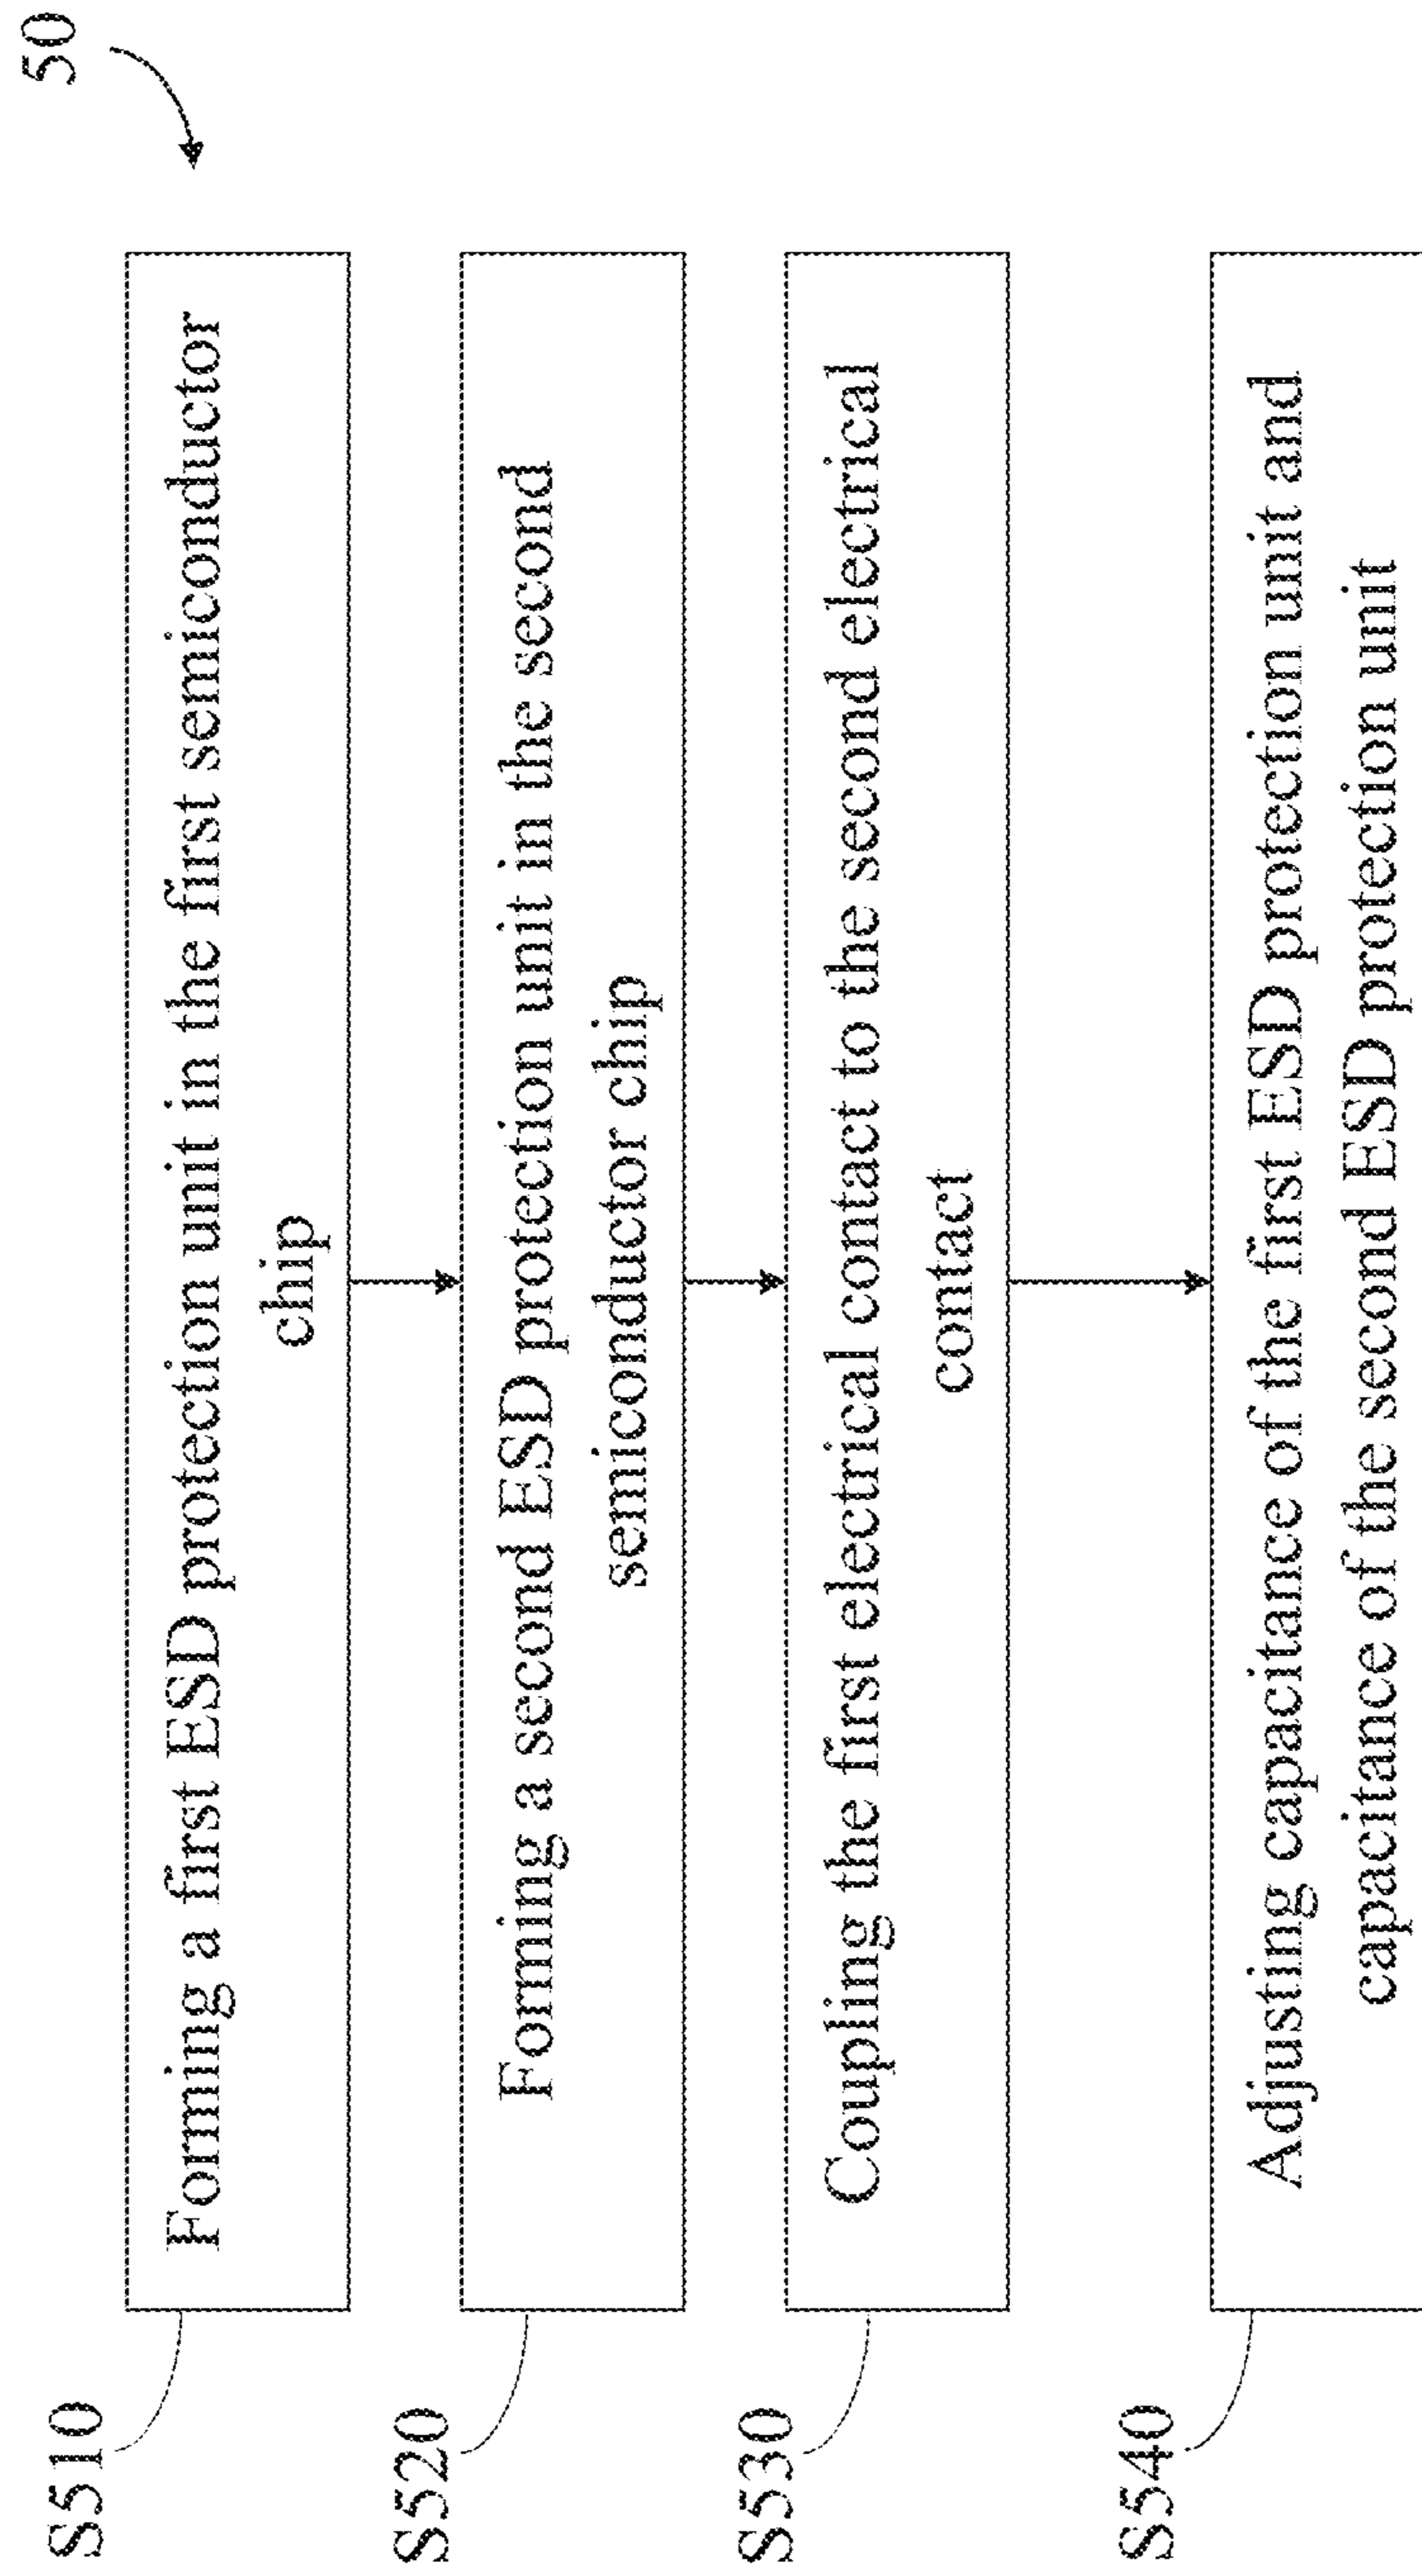 50
S510
Forming a first ESD protection unit in the first semiconductor
chip
S520
Forming a second ESD protection unit in the second
semiconductor chip
S530
Coupling the first electrical contact to the second electrical
contact
S540
Adjusting capacitance of the first ESD protection unit and
capacitance of the second ESD protection unit